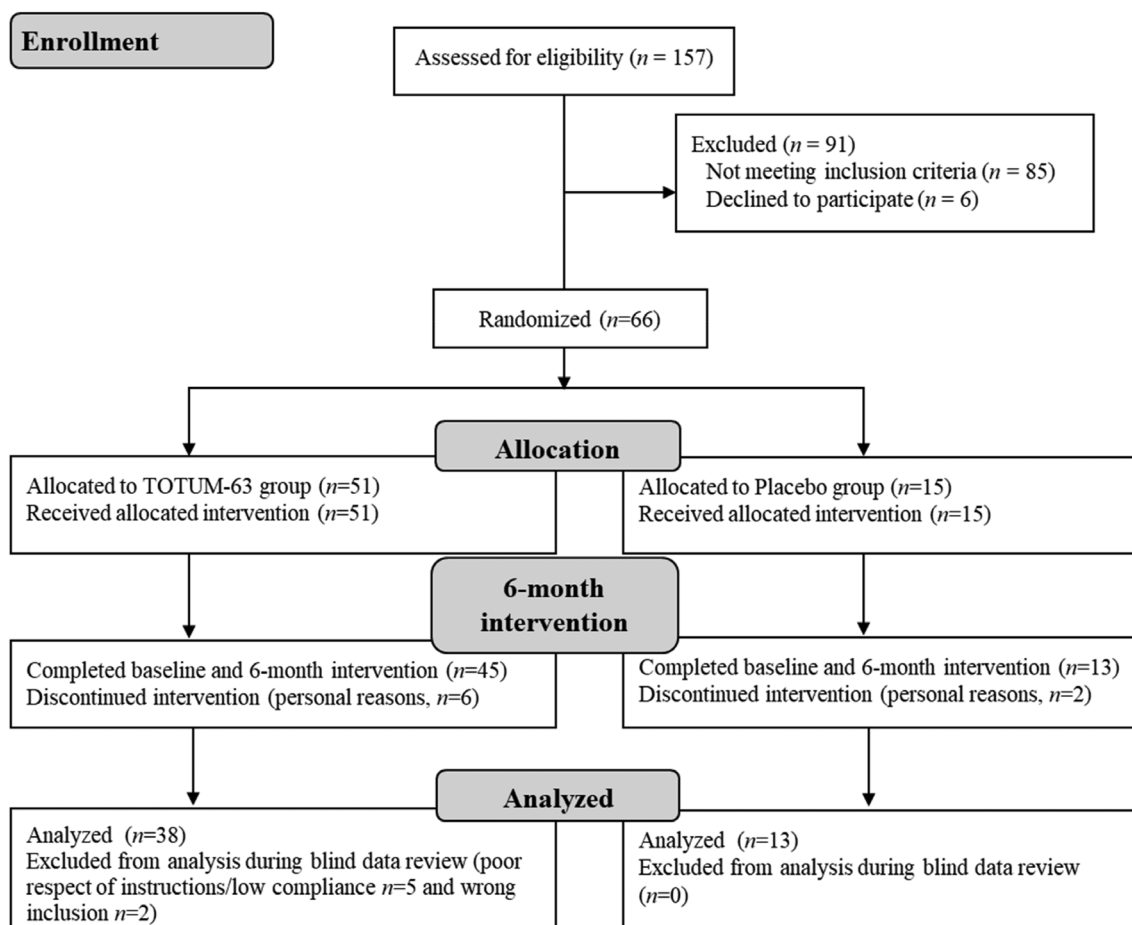 Enrollment
Assessed for eligibility (n = 157)
Excluded (n = 91)
Not meeting inclusion criteria (n = 85)
Declined to participate (n = 6)
Randomized (n=66)
Allocation
Allocated to TOTUM-63 group (n=51)
Received allocated intervention (n=51)
Allocated to Placebo group (n=15)
Received allocated intervention (n=15)
6-month
intervention
Completed baseline and 6-month intervention (n=45)
Discontinued intervention (personal reasons, n=6)
Completed baseline and 6-month intervention (n=13)
Discontinued intervention (personal reasons, n=2)
Analyzed
Analyzed (n=38)
Excluded from analysis during blind data review (poor
respect of instructions/low compliance n=5 and wrong
inclusion n=2)
Analyzed (n=13)
Excluded from analysis during blind data review
(n=0)